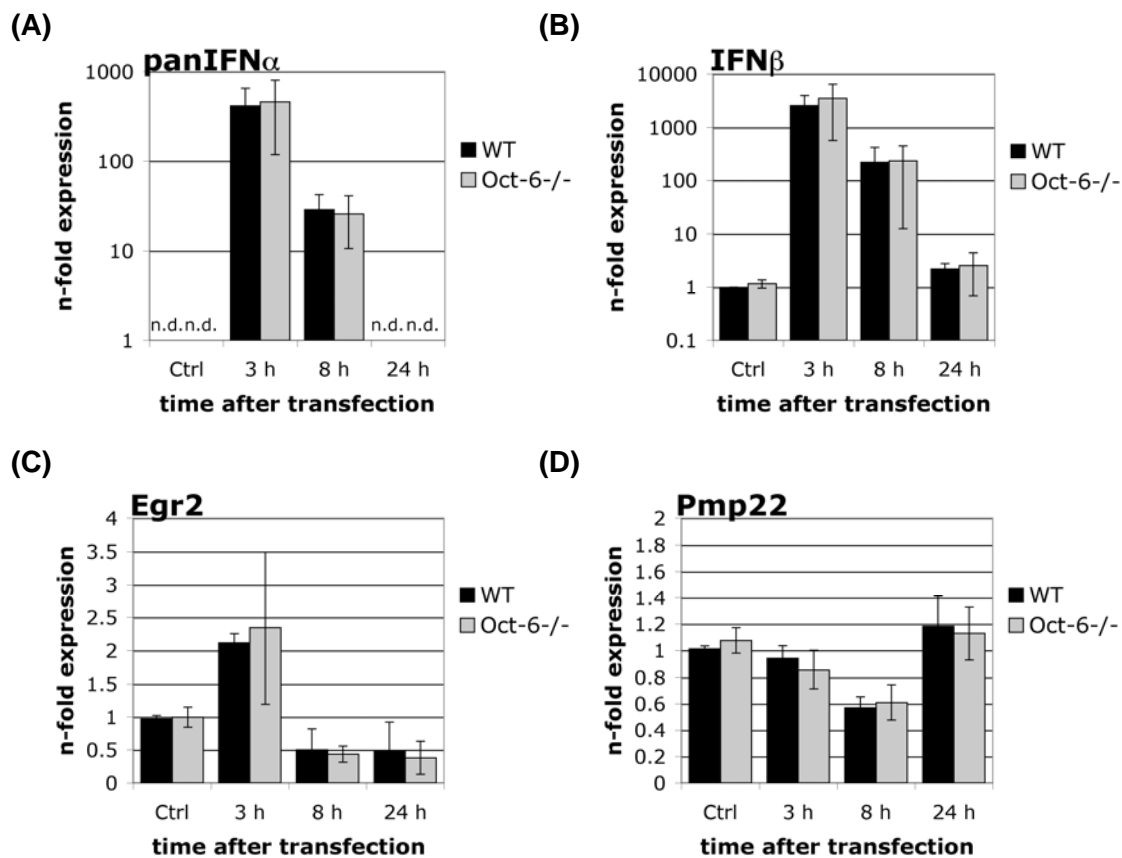 (A)
panIFNα
n-fold expression
1000
100
10
1
n.d. n.d.
n.d. n.d.
Ctrl 3 h 8 h 24 h
time after transfection
WT
Oct-6-/-
(B)
IFNβ
n-fold expression
10000
1000
100
10
1
0.1
Ctrl 3 h 8 h 24 h
time after transfection
WT
Oct-6-/-
(C)
Egr2
n-fold expression
4
3.5
3
2.5
2
1.5
1
0.5
0
Ctrl 3 h 8 h 24 h
time after transfection
WT
Oct-6-/-
(D)
Pmp22
n-fold expression
2
1.8
1.6
1.4
1.2
1
0.8
0.6
0.4
0.2
0
Ctrl 3 h 8 h 24 h
time after transfection
WT
Oct-6-/-